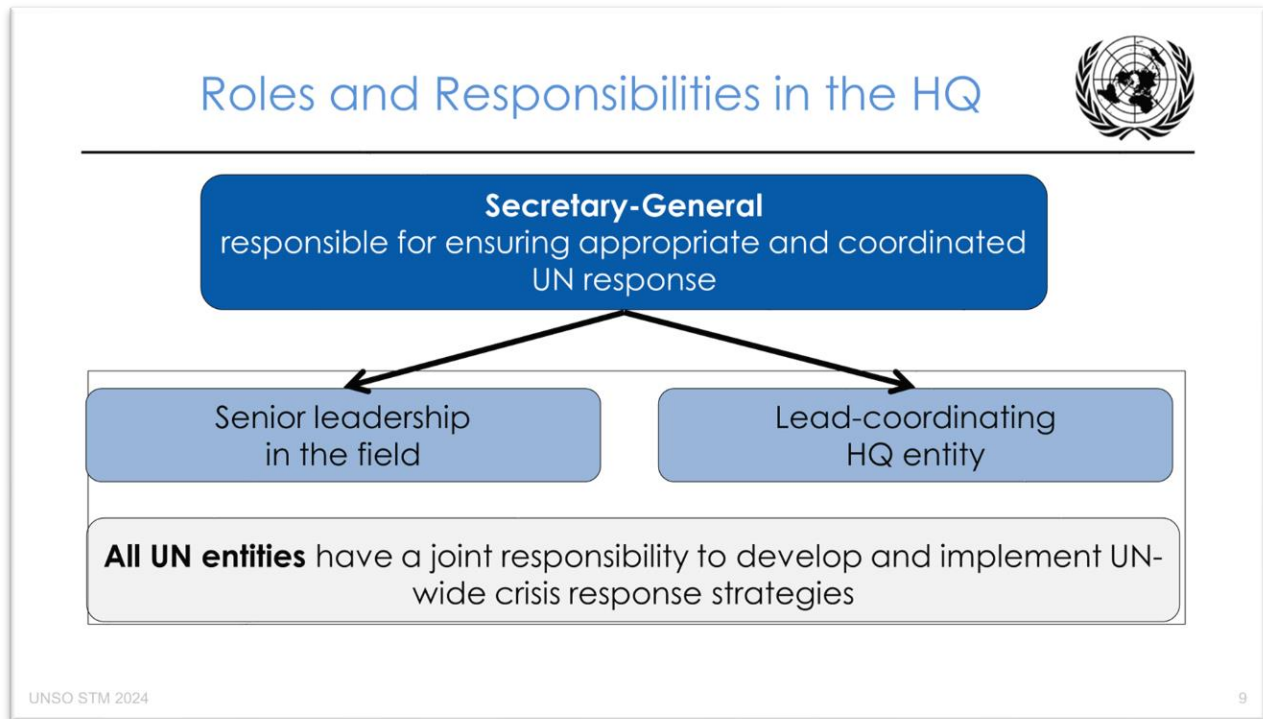 Roles and Responsibilities in the HQ
Secretary-General
responsible for ensuring appropriate and coordinated
UN response
Senior leadership
in the field
Lead-coordinating
HQ entity
All UN entities have a joint responsibility to develop and implement UN-
wide crisis response strategies
UNSO STM 2024
9